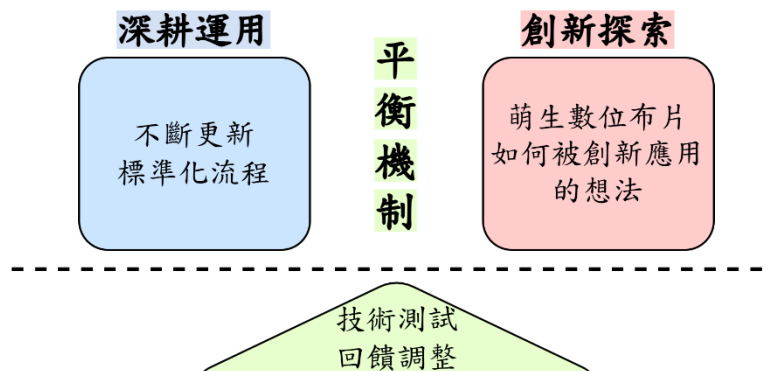 深耕運用
平衡機制
創新探索
不斷更新
標準化流程
萌生數位布片
如何被創新應用
的想法
技術測試
回饋調整